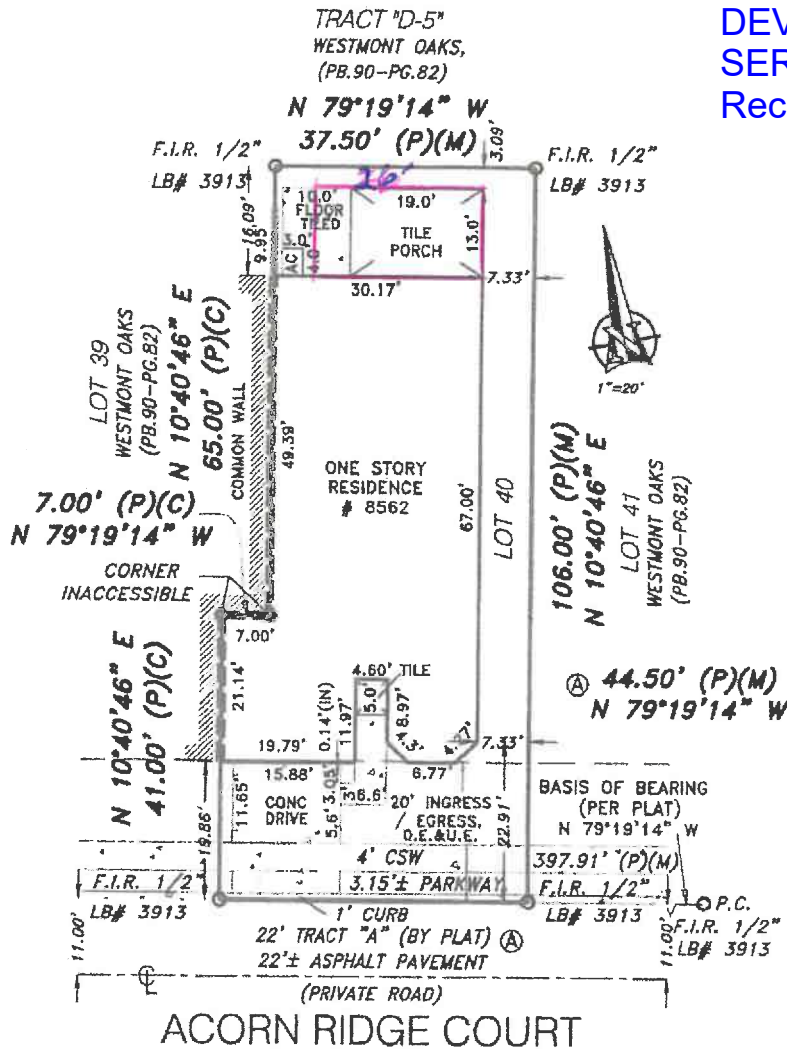 TRACT "D-5"
WESTMONT OAKS,
(PB.90-PG.82)
DEV
SER
Rec
N 79°19'14" W
37.50' (P)(M)
3.09'
F.I.R. 1/2"
LB# 3913
F.I.R. 1/2"
LB# 3913
26'
10.0'
FLOOR
TILED
19.0'
TILE
PORCH
13.0'
16.09'
9.95'
3.0'
AC
4.0'
30.17'
7.33'
1"=20'
LOT 39
WESTMONT OAKS
(PB.90-PG.82)
N 10°40'46" E
65.00' (P)(C)
COMMON WALL
49.39'
ONE STORY
RESIDENCE
# 8562
67.00'
LOT 40
106.00' (P)(M)
N 10°40'46" E
LOT 41
WESTMONT OAKS
(PB.90-PG.82)
7.00' (P)(C)
N 79°19'14" W
CORNER
INACCESSIBLE
7.00'
N 10°40'46" E
41.00' (P)(C)
21.14'
4.60' TILE
5.0'
8.97'
0.14'(IN)
11.97'
4.3'
A 44.50' (P)(M)
N 79°19'14" W
19.79'
7.33'
15.88'
6.77'
CONC
DRIVE
11.65'
5.6'
3.05'
3'
6.6'
20' INGRESS
/ EGRESS,
D.E.&U.E.
22.91'
BASIS OF BEARING
(PER PLAT)
N 79°19'14" W
19.86'
4' CSW
397.91' (P)(M)
F.I.R. 1/2"
LB# 3913
3.15'± PARKWAY
F.I.R. 1/2"
LB# 3913
P.C.
F.I.R. 1/2"
LB# 3913
1' CURB
11.00'
22' TRACT "A" (BY PLAT) A
22'± ASPHALT PAVEMENT
11.00'
(PRIVATE ROAD)
ACORN RIDGE COURT